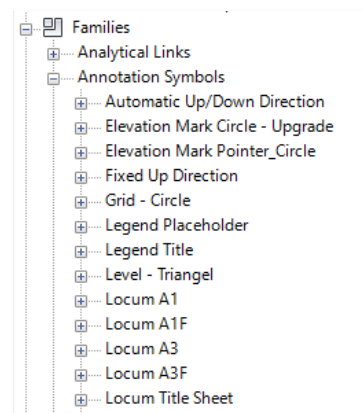 Families
Analytical Links
Annotation Symbols
Automatic Up/Down Direction
Elevation Mark Circle - Upgrade
Elevation Mark Pointer_Circle
Fixed Up Direction
Grid - Circle
Legend Placeholder
Legend Title
Level - Triangel
Locum A1
Locum A1F
Locum A3
Locum A3F
Locum Title Sheet